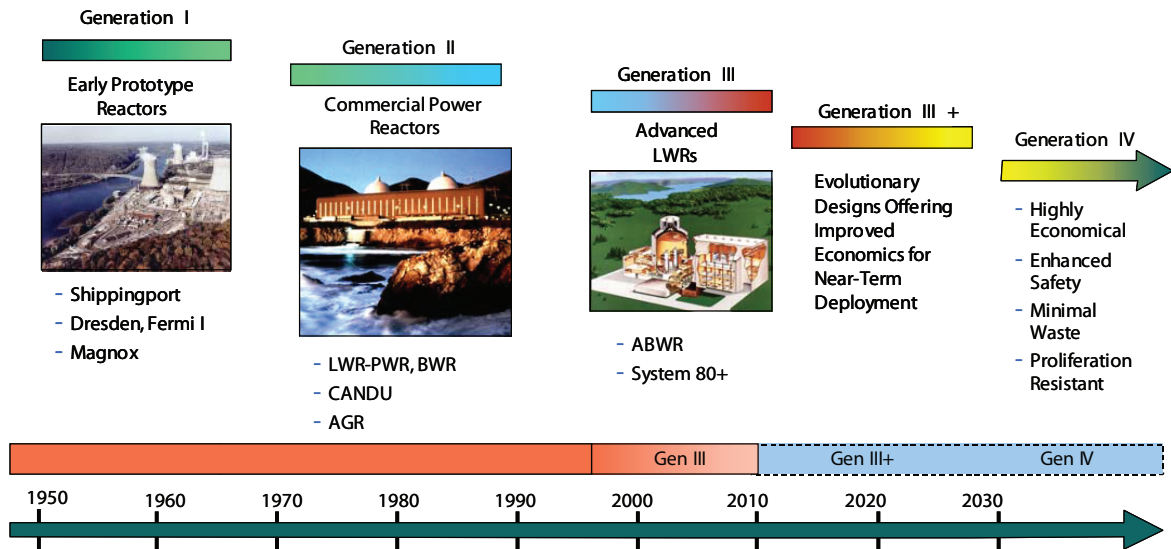 Generation I
Early Prototype
Reactors
- Shippingport
- Dresden, Fermi I
- Magnox
Generation II
Commercial Power
Reactors
- LWR-PWR, BWR
- CANDU
- AGR
Generation III
Advanced
LWRs
- ABWR
- System 80+
Generation III +
Evolutionary
Designs Offering
Improved
Economics for
Near-Term
Deployment
Generation IV
- Highly
Economical
- Enhanced
Safety
- Minimal
Waste
- Proliferation
Resistant
Gen III
Gen III+
Gen IV
1950
1960
1970
1980
1990
2000
2010
2020
2030